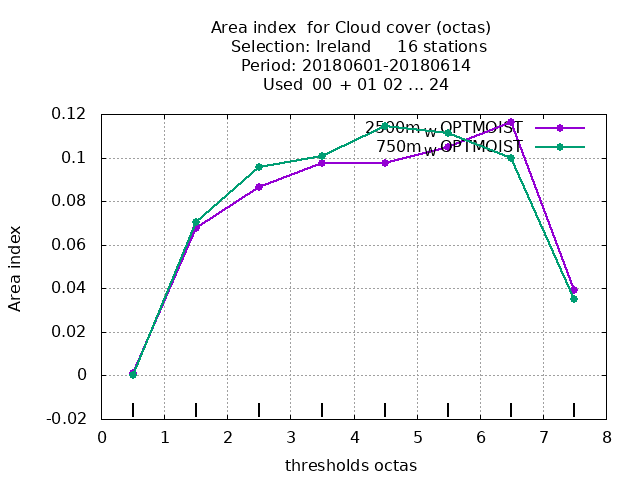 Area index  for Cloud cover (octas)
Selection: Ireland     16 stations
Period: 20180601-20180614
Used  00  + 01 02 ... 24
0.12
0.1
0.08
0.06
0.04
0.02
0
-0.02
Area index
2500m_wOPTMOIST
750m_wOPTMOIST
0 1 2 3 4 5 6 7 8
thresholds octas